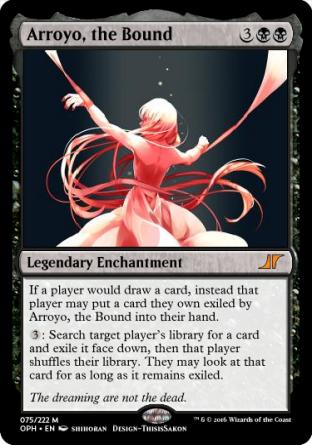 Arroyo, the Bound 3
Legendary Enchantment
If a player would draw a card, instead that
player may put a card they own exiled by
Arroyo, the Bound into their hand.
3: Search target player's library for a card
and exile it face down, then that player
shuffles their library. They may look at that
card for as long as it remains exiled.
The dreaming are not the dead.
075/222 M
OPH • EN SHIHORAN DESIGN-THISISSAKON
™ & © 2016 Wizards of the Coast